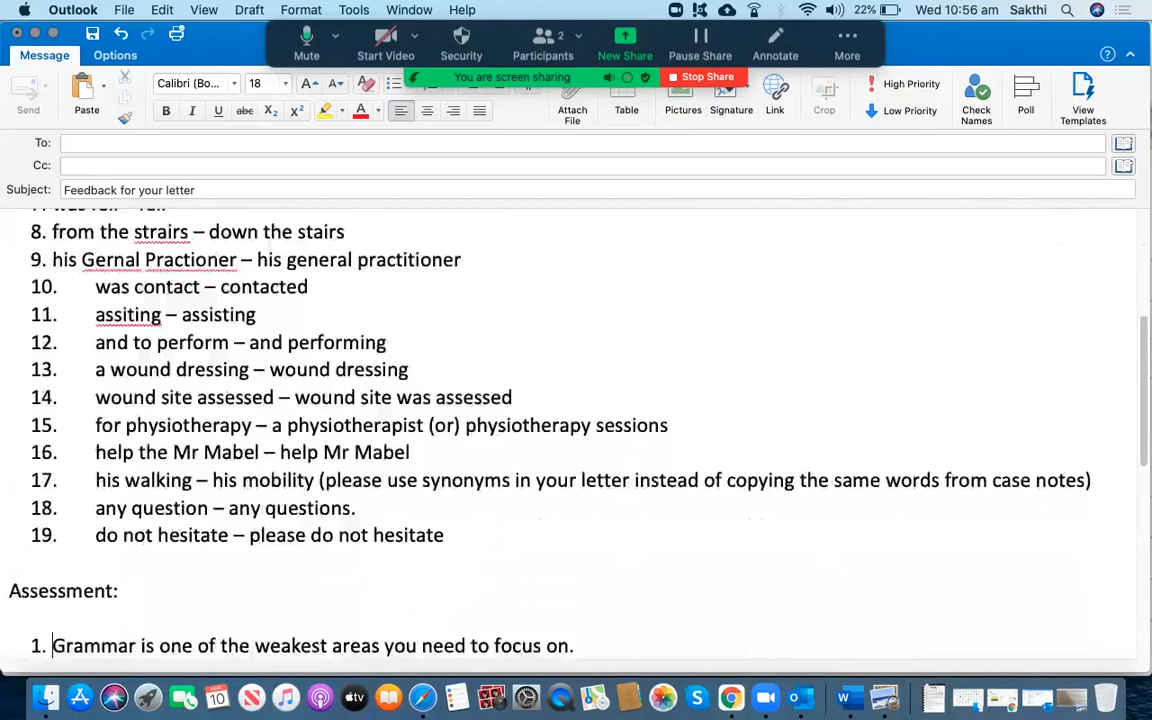 Outlook File Edit View Draft Format Tools Window Help 22% Wed 10:56 am Sakthi
Message Options
Mute Start Video Security Participants 2 New Share Pause Share Annotate More
You are screen sharing Stop Share
Send Paste Calibri (Bo... 18 Attach File Table Pictures Signature Link Crop High Priority Low Priority Check Names Poll View Templates
To:
Cc:
Subject: Feedback for your letter
8. from the strairs – down the stairs
9. his Gernal Practioner – his general practitioner
10. was contact – contacted
11. assiting – assisting
12. and to perform – and performing
13. a wound dressing – wound dressing
14. wound site assessed – wound site was assessed
15. for physiotherapy – a physiotherapist (or) physiotherapy sessions
16. help the Mr Mabel – help Mr Mabel
17. his walking – his mobility (please use synonyms in your letter instead of copying the same words from case notes)
18. any question – any questions.
19. do not hesitate – please do not hesitate
Assessment:
1. Grammar is one of the weakest areas you need to focus on.